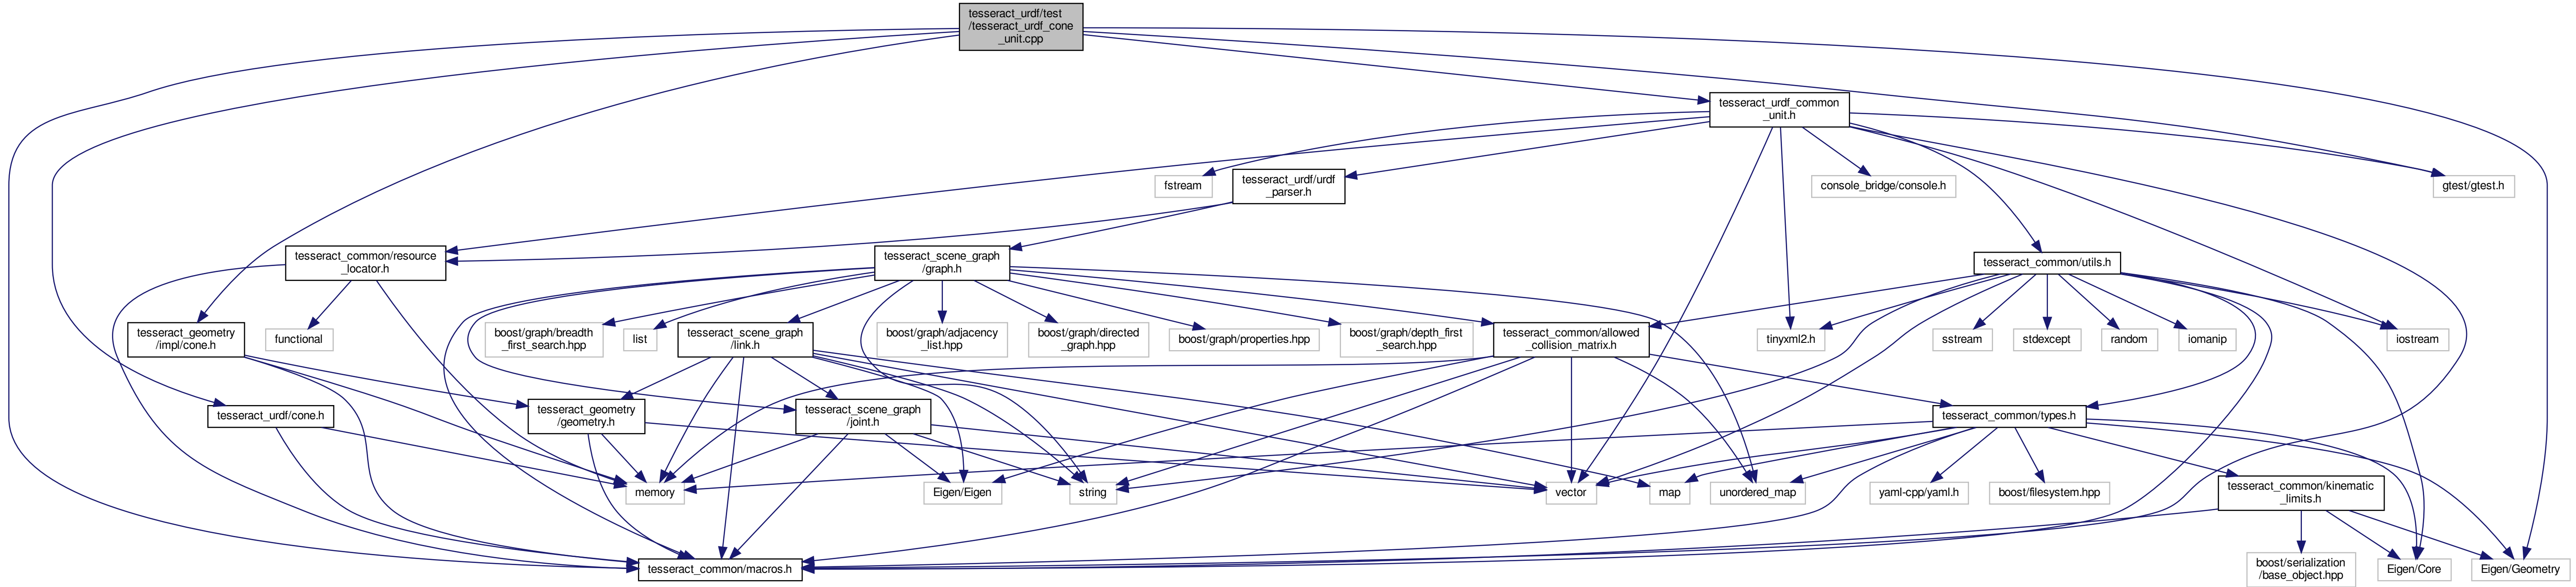 tesseract_urdf/test
/tesseract_urdf_cone
_unit.cpp
tesseract_urdf_common
_unit.h
fstream
tesseract_urdf/urdf
_parser.h
console_bridge/console.h
gtest/gtest.h
tesseract_common/resource
_locator.h
tesseract_scene_graph
/graph.h
tesseract_common/utils.h
tesseract_geometry
/impl/cone.h
functional
boost/graph/breadth
_first_search.hpp
list
tesseract_scene_graph
/link.h
boost/graph/adjacency
_list.hpp
boost/graph/directed
_graph.hpp
boost/graph/properties.hpp
boost/graph/depth_first
_search.hpp
tesseract_common/allowed
_collision_matrix.h
tinyxml2.h
sstream
stdexcept
random
iomanip
iostream
tesseract_urdf/cone.h
tesseract_geometry
/geometry.h
tesseract_scene_graph
/joint.h
tesseract_common/types.h
memory
Eigen/Eigen
string
vector
map
unordered_map
yaml-cpp/yaml.h
boost/filesystem.hpp
tesseract_common/kinematic
_limits.h
tesseract_common/macros.h
boost/serialization
/base_object.hpp
Eigen/Core
Eigen/Geometry